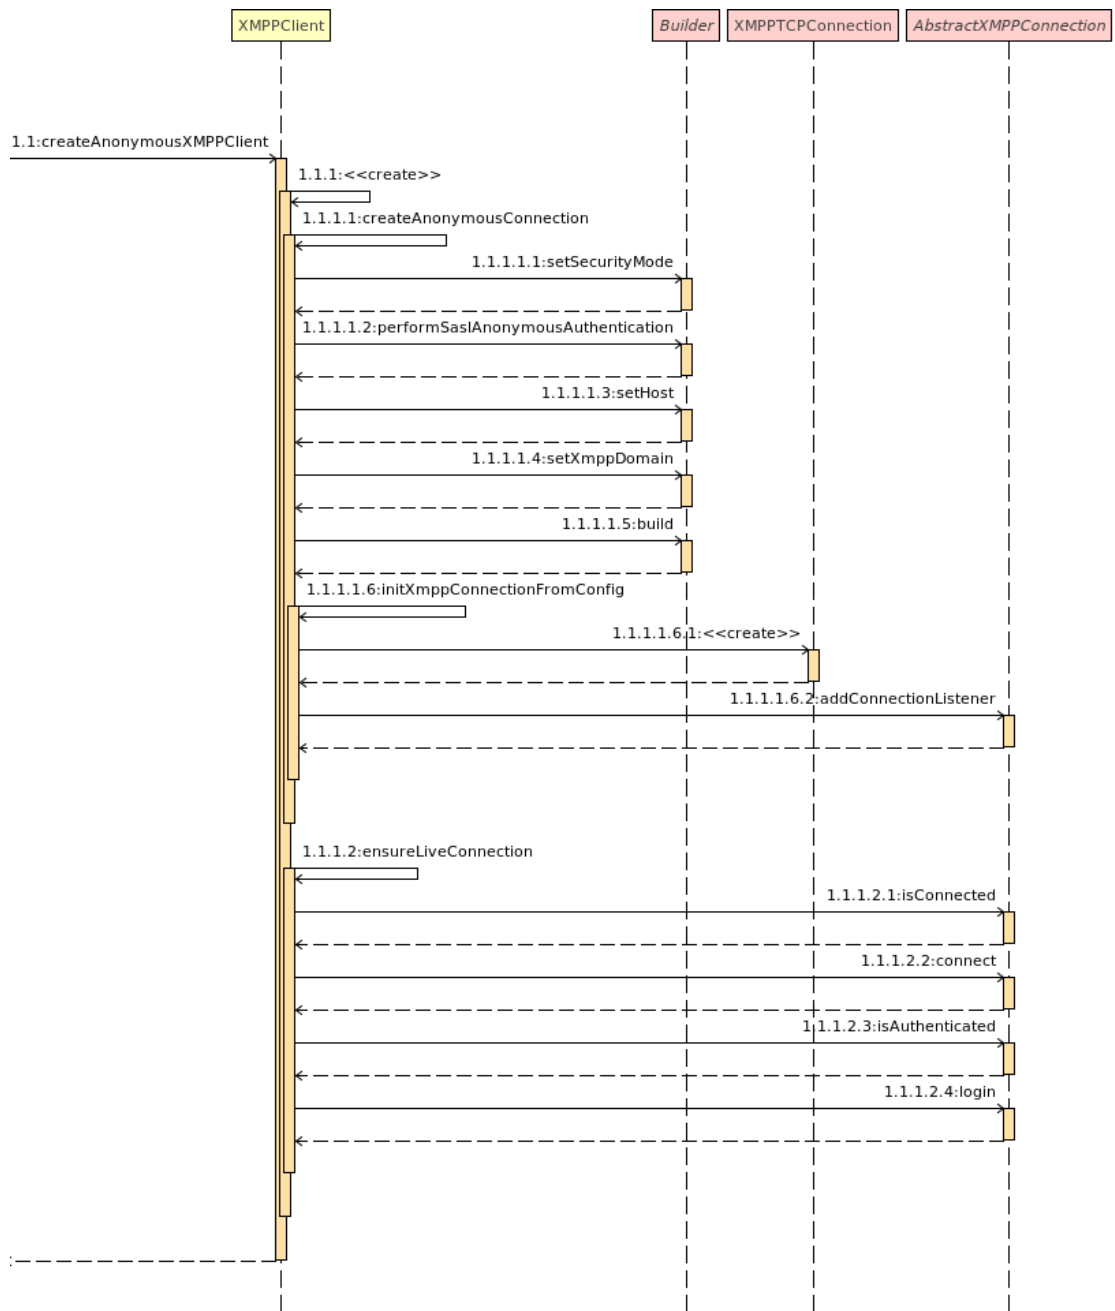 XMPPClient
Builder
XMPPTCPConnection
AbstractXMPPConnection
1.1:createAnonymousXMPPClient
1.1.1:<<create>>
1.1.1.1:createAnonymousConnection
1.1.1.1.1:setSecurityMode
1.1.1.1.2:performSaslAnonymousAuthentication
1.1.1.1.3:setHost
1.1.1.1.4:setXmppDomain
1.1.1.1.5:build
1.1.1.1.6:initXmppConnectionFromConfig
1.1.1.1.6.1:<<create>>
1.1.1.1.6.2:addConnectionListener
1.1.1.2:ensureLiveConnection
1.1.1.2.1:isConnected
1.1.1.2.2:connect
1.1.1.2.3:isAuthenticated
1.1.1.2.4:login